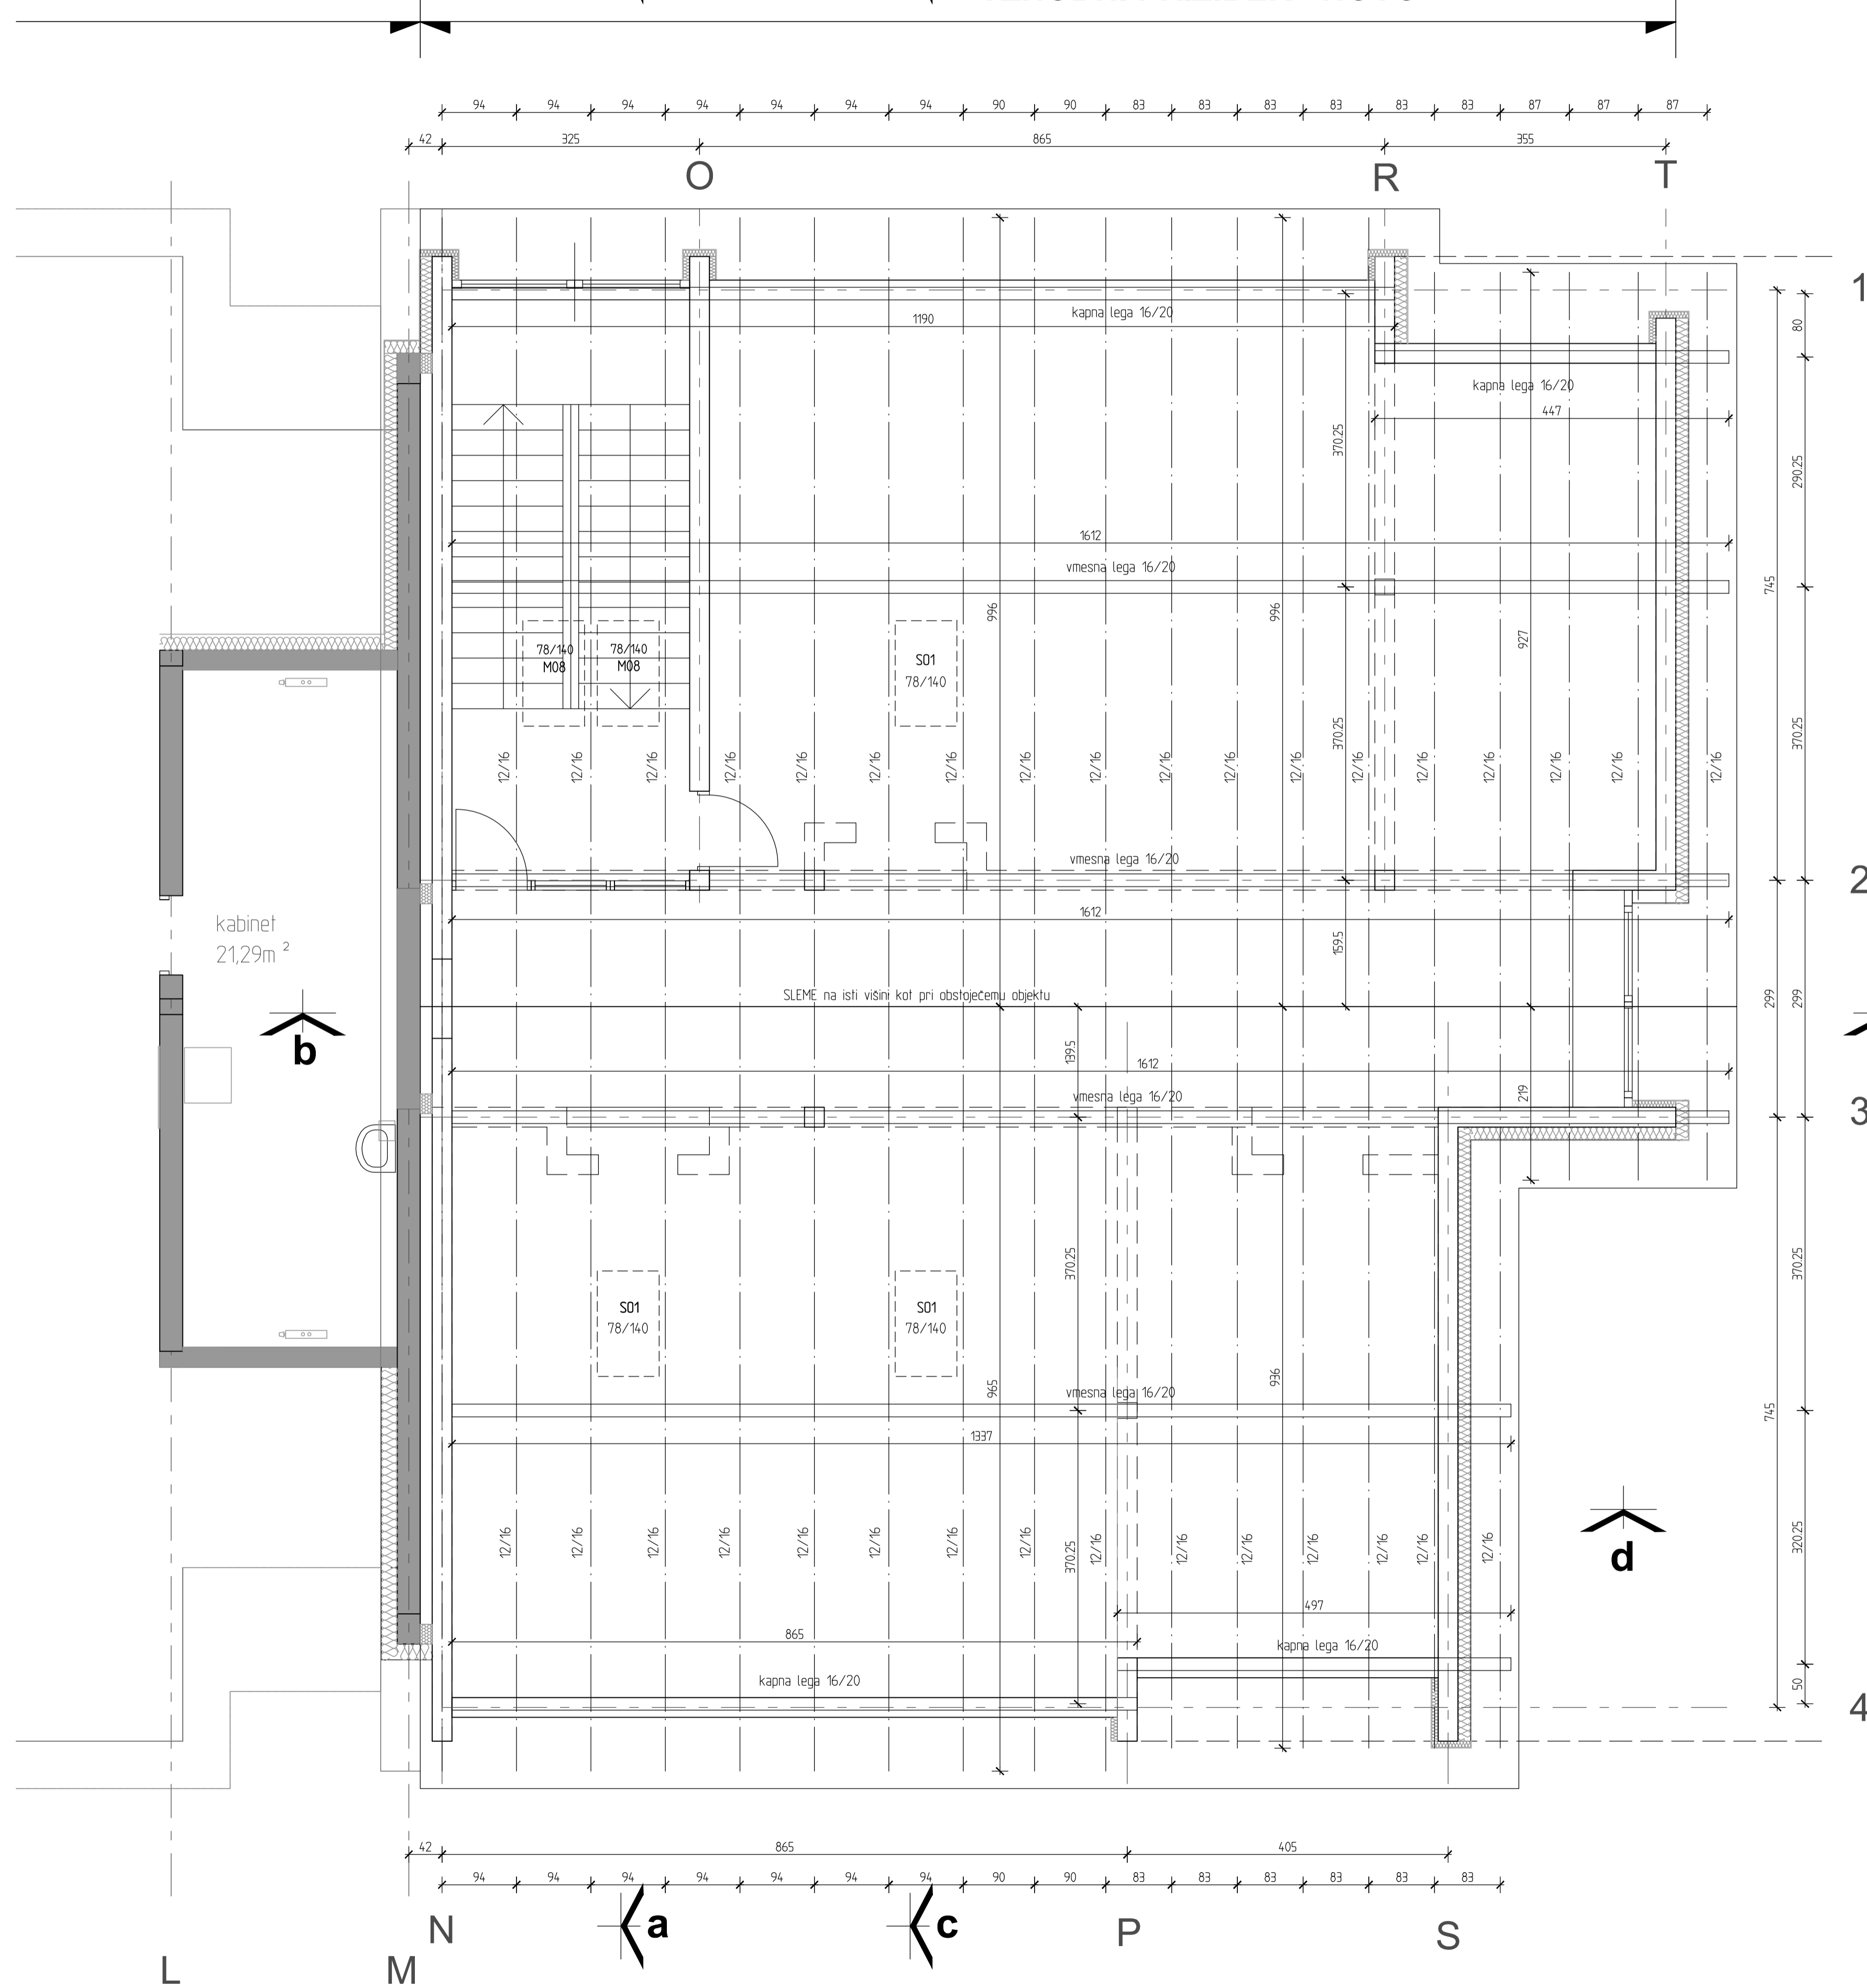 94 94 94 94 94 94 94 90 90 83 83 83 83 83 83 87 87 87
42 325 865 355
O R T
1
80
kapna lega 16/20
1190
kapna lega 16/20
447
370.25
290.25
1612
vmesna lega 16/20
745
996 996 927
78/140
M08
78/140
M08
S01
78/140
370.25 370.25
12/16 12/16 12/16 12/16 12/16 12/16 12/16 12/16 12/16 12/16 12/16 12/16 12/16 12/16 12/16 12/16 12/16 12/16
vmesna lega 16/20
2
1612
kabinet
21,29m ²
159.5
SLEME na isti višini kot pri obstoječemu objektu
299 299
b
139.5
1612
vmesna lega 16/20
219
3
370.25 370.25
S01
78/140
S01
78/140
965 936
vmesna lega 16/20
745
1337
12/16 12/16 12/16 12/16 12/16 12/16 12/16 12/16 12/16 12/16 12/16 12/16 12/16 12/16 12/16
370.25 320.25
d
497
865
kapna lega 16/20
kapna lega 16/20
50
4
42 865 405
94 94 94 94 94 94 94 90 90 83 83 83 83 83 83
N a c P S
L M